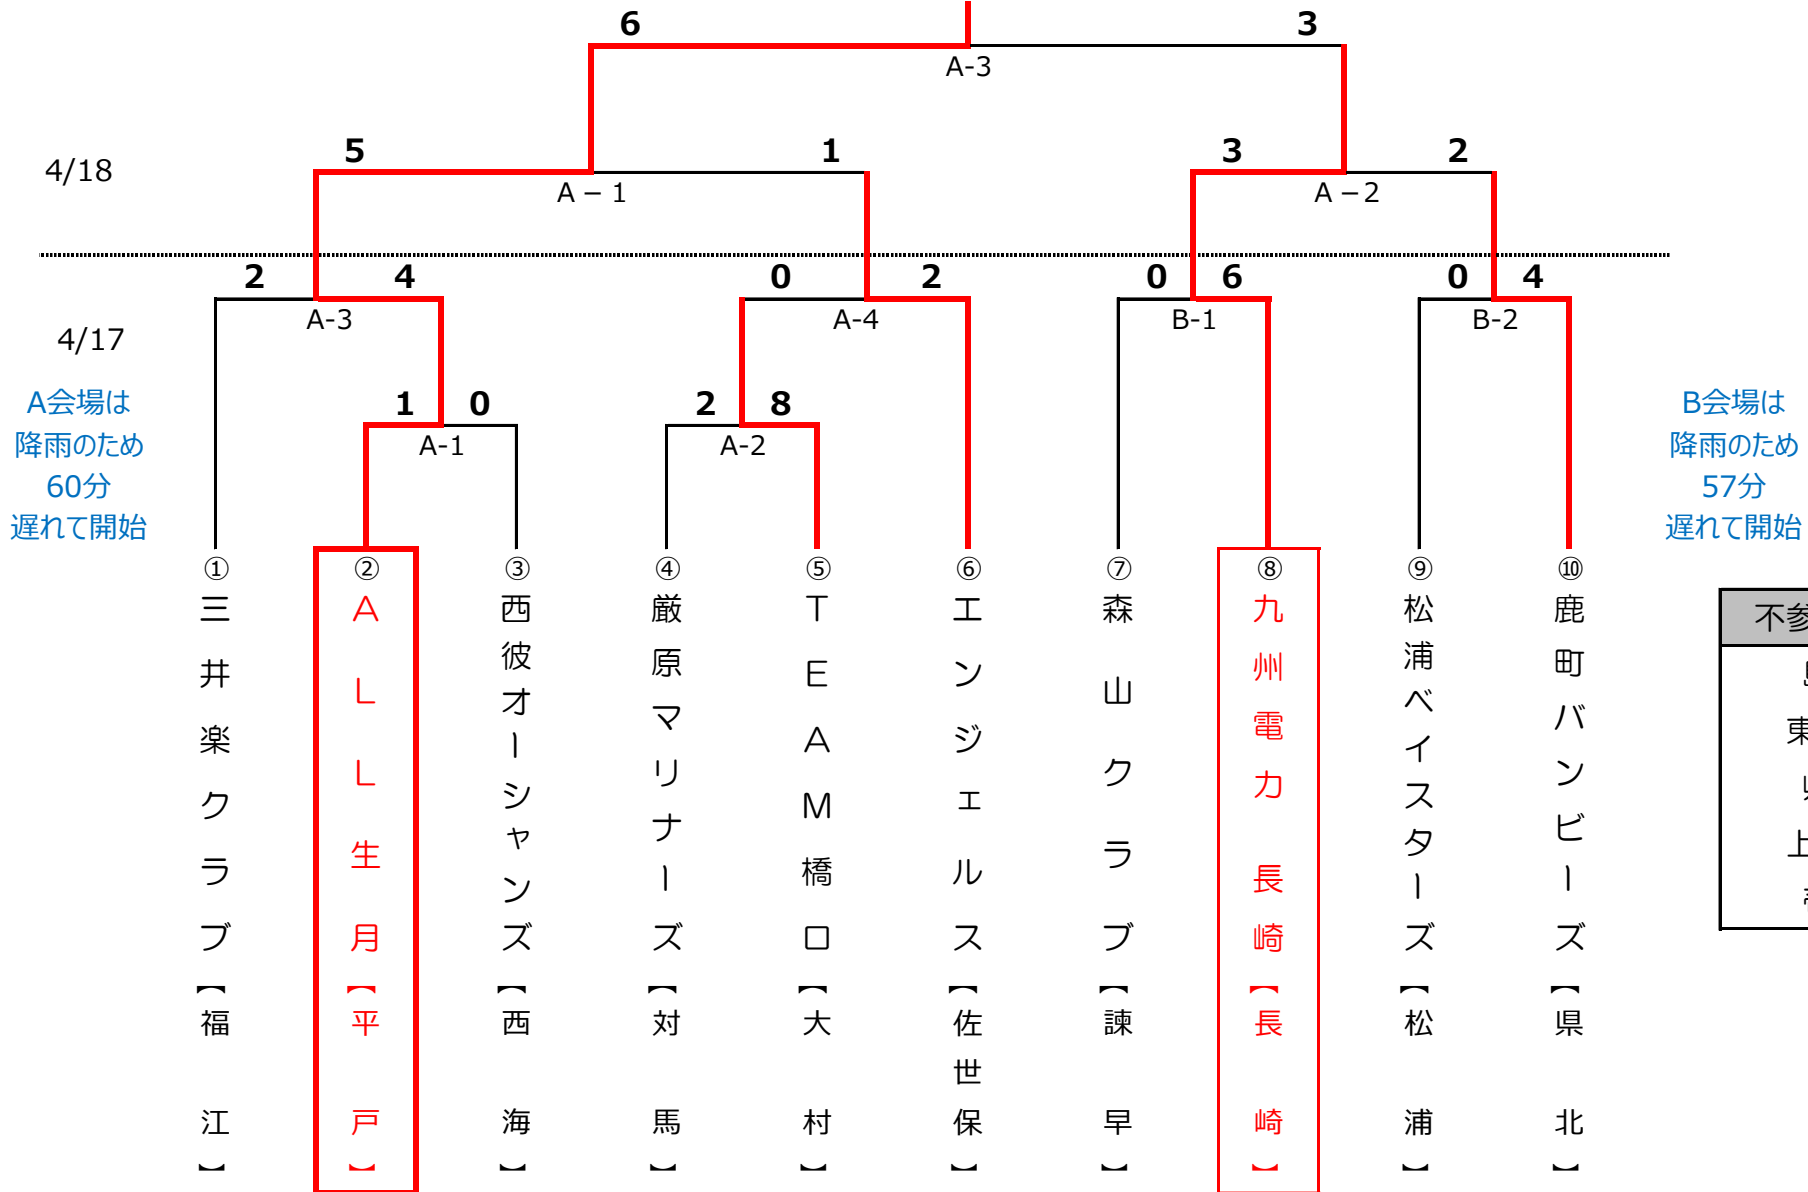 6 3
A-3
4/18
5 1 3 2
A－1 A－2
2 4 0 2 0 6 0 4
A-3 A-4 B-1 B-2
4/17
A会場は
降雨のため
60分
遅れて開始
1 0 2 8
A-1 A-2
B会場は
降雨のため
57分
遅れて開始
①三井楽クラブ【福江】
②ALL生月【平戸】
③西彼オーシャンズ【西海】
④厳原マリナーズ【対馬】
⑤TEAM橋口【大村】
⑥エンジェルス【佐世保】
⑦森山クラブ【諫早】
⑧九州電力 長崎【長崎】
⑨松浦ベイスターズ【松浦】
⑩鹿町バンビーズ【県北】
不参
東
上